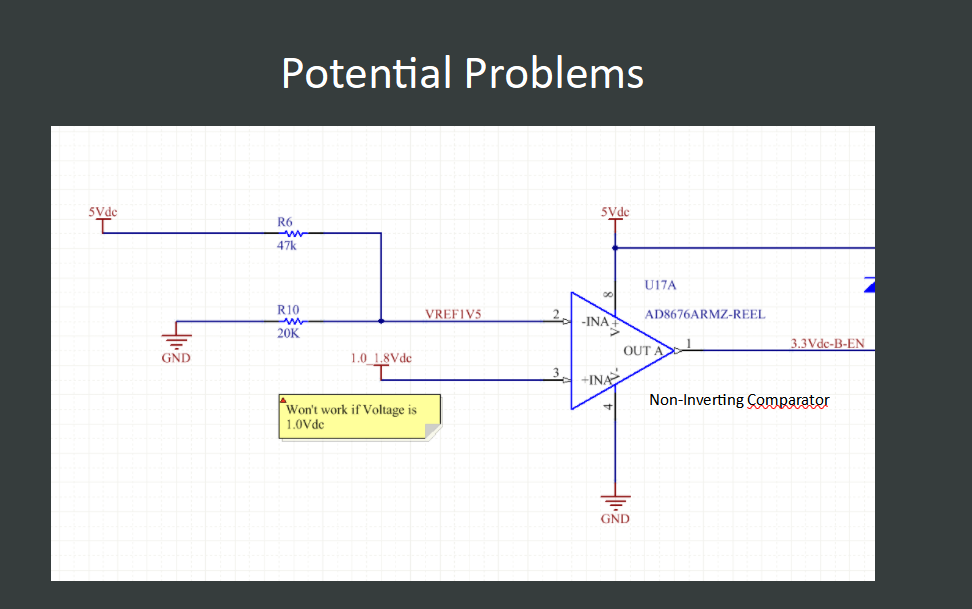 Potential Problems
5Vdc
R6
47k
R10
20K
GND
VREF1V5
1.0_1.8Vdc
Won't work if Voltage is
1.0Vdc
5Vdc
8
U17A
AD8676ARMZ-REEL
2
-INA
V+
OUT A
1
3.3Vdc-B-EN
3
+INA
V-
4
Non-Inverting Comparator
GND